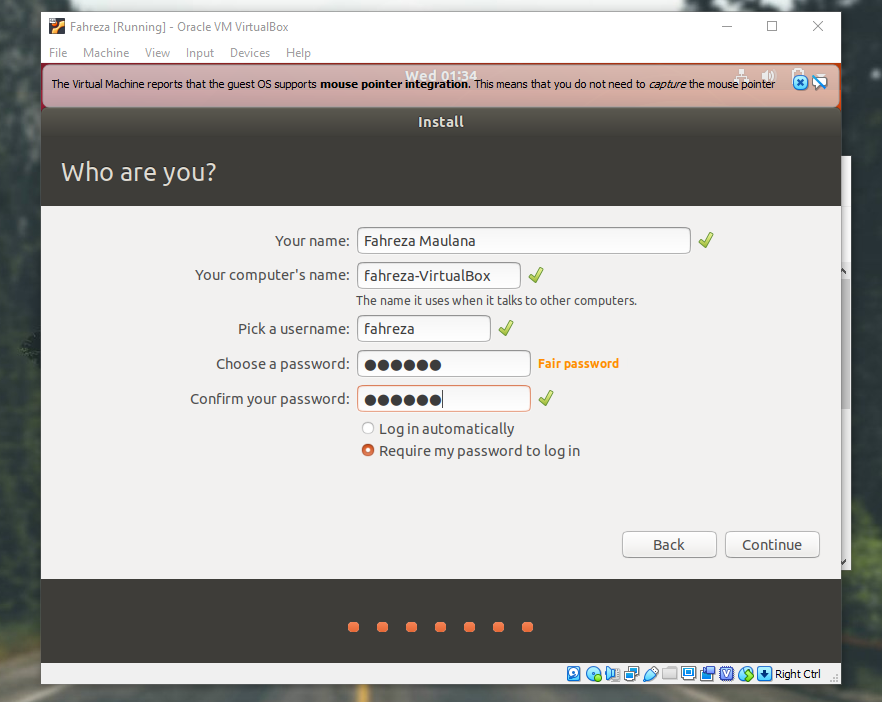 Fahreza [Running] - Oracle VM VirtualBox
File Machine View Input Devices Help
Wed 01:34
The Virtual Machine reports that the guest OS supports mouse pointer integration. This means that you do not need to capture the mouse pointer
Install
Who are you?
Your name: Fahreza Maulana
Your computer's name: fahreza-VirtualBox
The name it uses when it talks to other computers.
Pick a username: fahreza
Choose a password: ●●●●●● Fair password
Confirm your password: ●●●●●●
Log in automatically
Require my password to log in
Back Continue
Right Ctrl